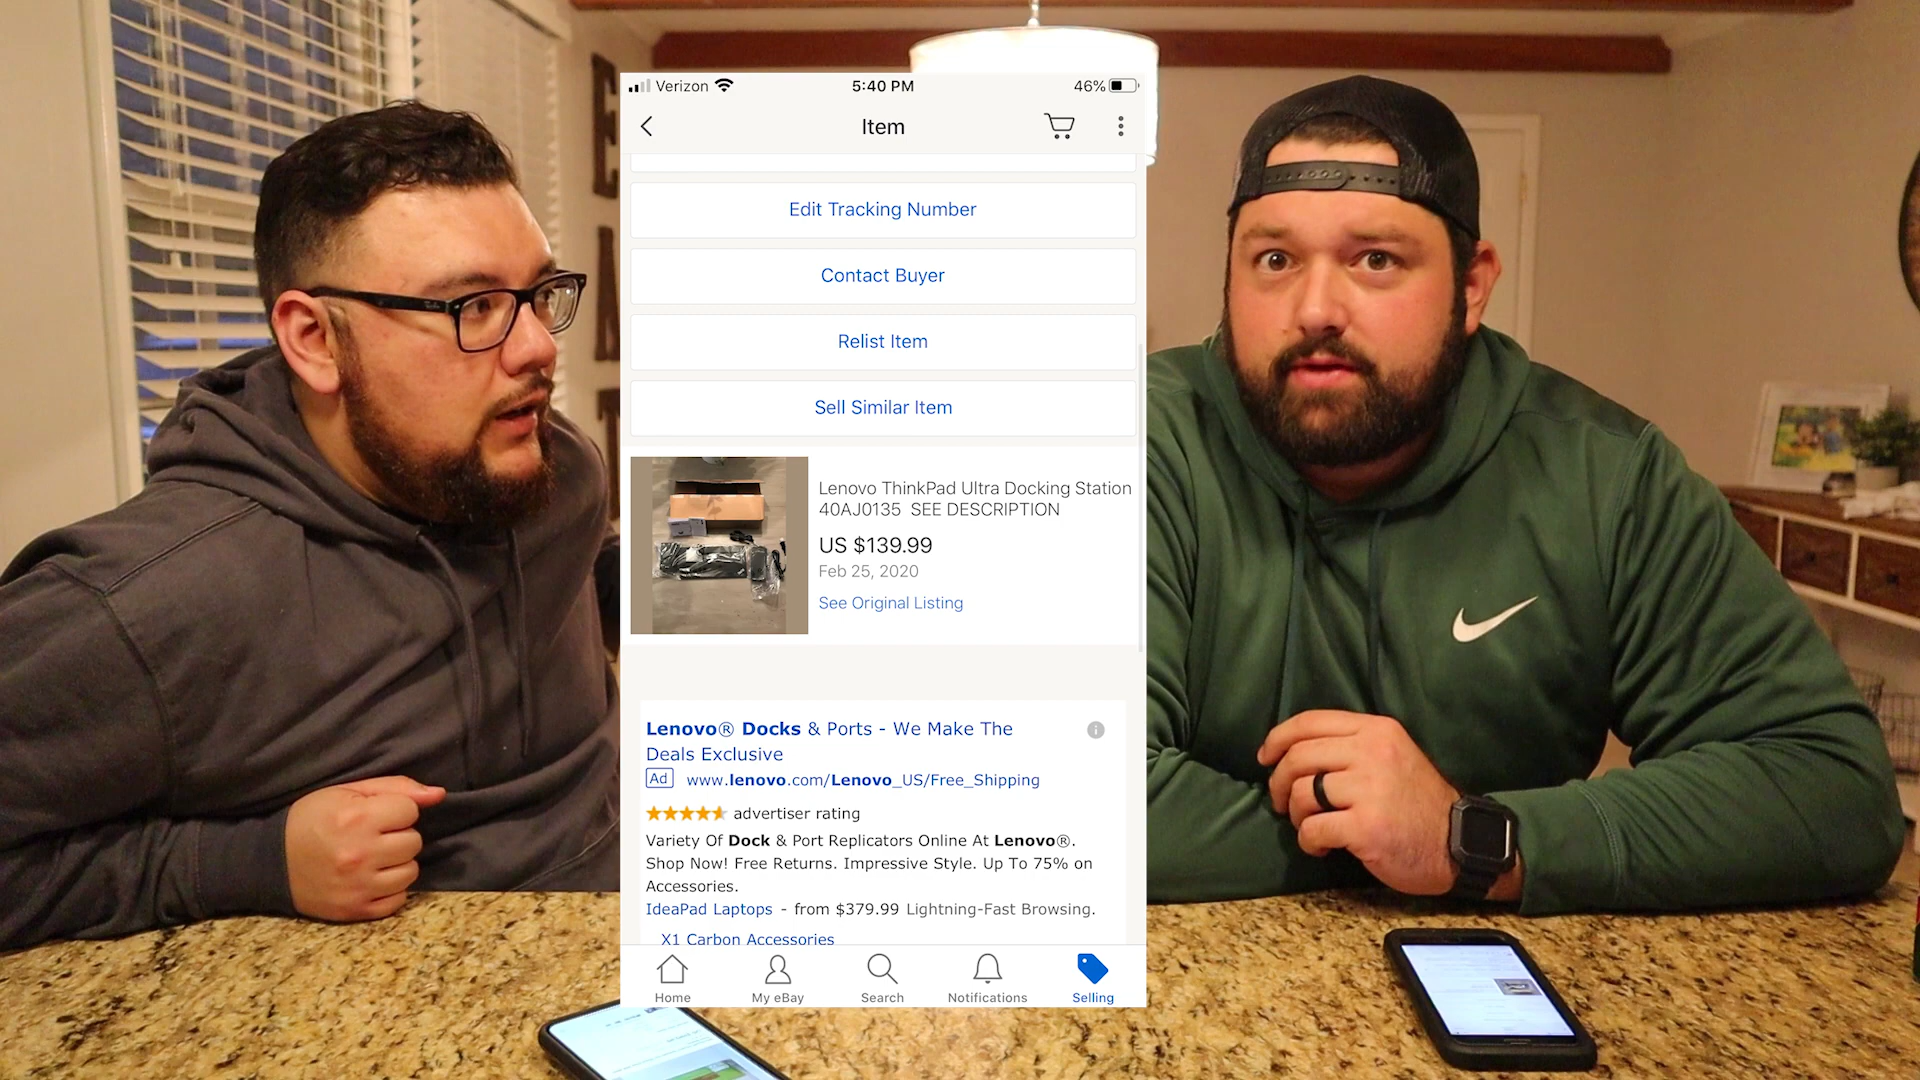 Verizon 5:40 PM 46%
Item
Edit Tracking Number
Contact Buyer
Relist Item
Sell Similar Item
Lenovo ThinkPad Ultra Docking Station
40AJ0135 SEE DESCRIPTION
US $139.99
Feb 25, 2020
See Original Listing
Lenovo® Docks & Ports - We Make The
Deals Exclusive
Ad www.lenovo.com/Lenovo_US/Free_Shipping
advertiser rating
Variety Of Dock & Port Replicators Online At Lenovo®.
Shop Now! Free Returns. Impressive Style. Up To 75% on
Accessories.
IdeaPad Laptops - from $379.99 Lightning-Fast Browsing.
X1 Carbon Accessories
Home My eBay Search Notifications Selling